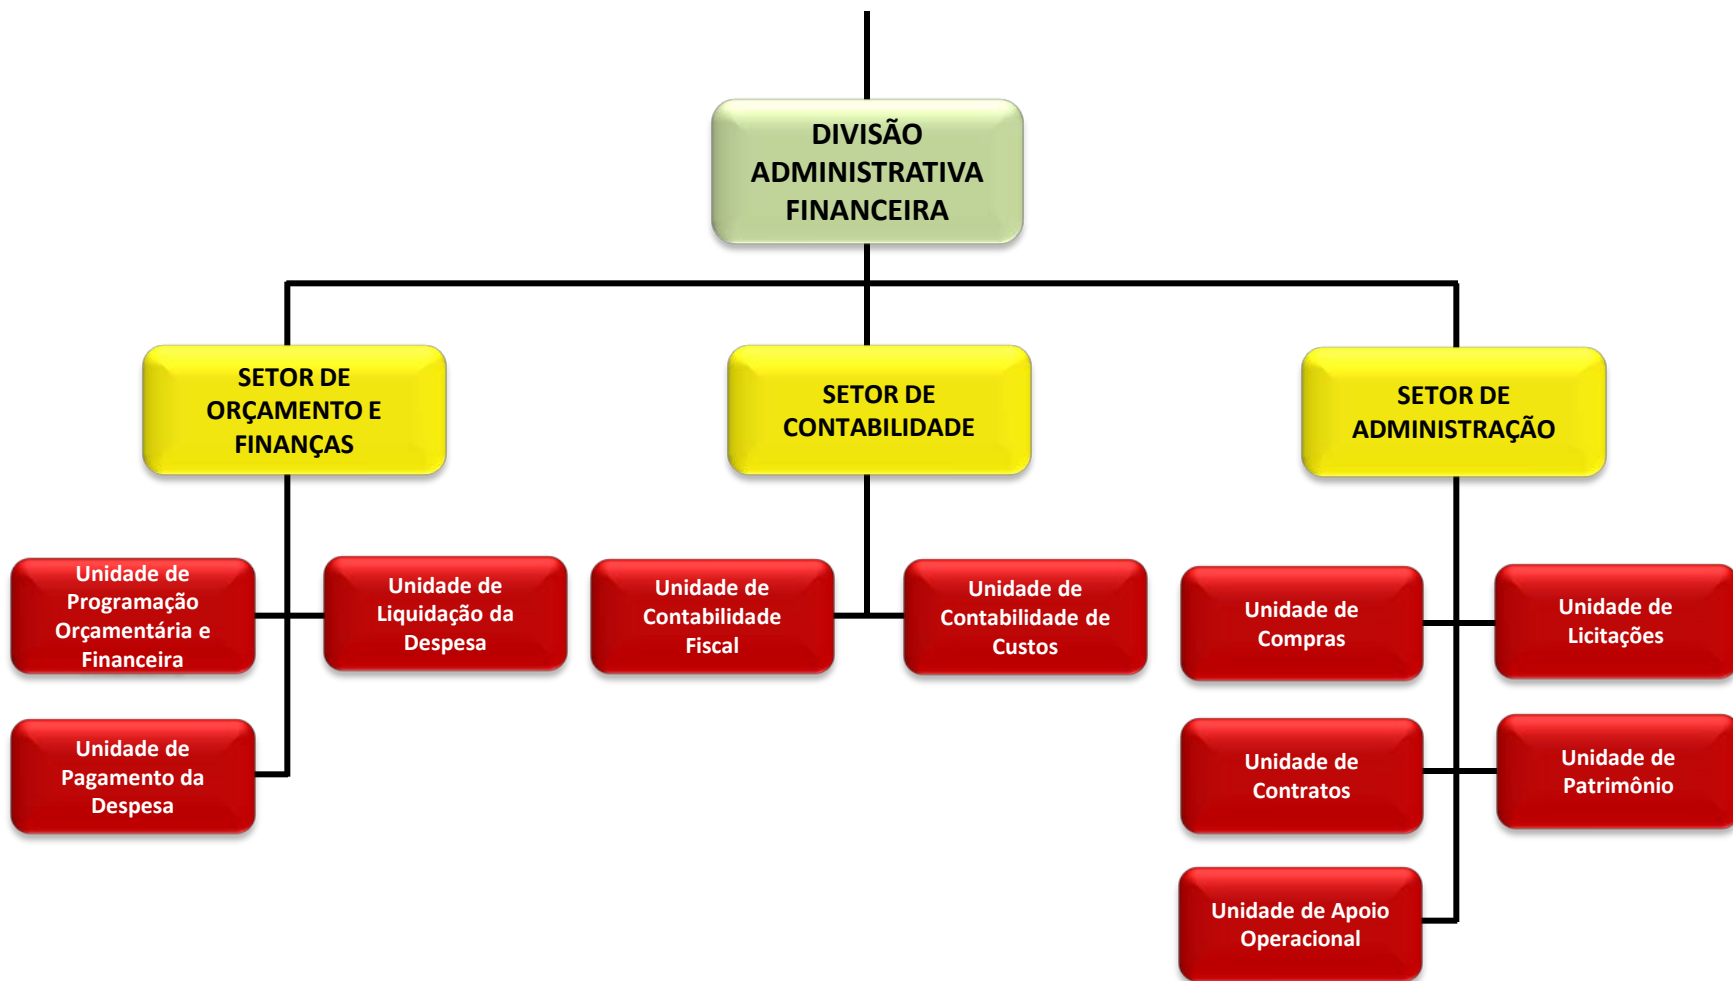 DIVISÃO
ADMINISTRATIVA
FINANCEIRA
SETOR DE
ORÇAMENTO E
FINANÇAS
SETOR DE
CONTABILIDADE
SETOR DE
ADMINISTRAÇÃO
Unidade de
Programação
Orçamentária e
Financeira
Unidade de
Liquidação da
Despesa
Unidade de
Contabilidade
Fiscal
Unidade de
Contabilidade de
Custos
Unidade de
Compras
Unidade de
Licitações
Unidade de
Pagamento da
Despesa
Unidade de
Contratos
Unidade de
Patrimônio
Unidade de Apoio
Operacional